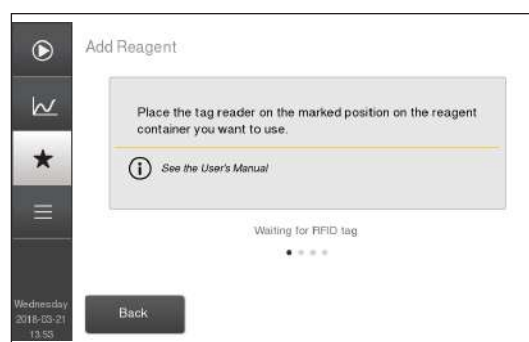 Add Reagent
Place the tag reader on the marked position on the reagent
container you want to use.
See the User's Manual
Waiting for RFID tag
Back
Wednesday
2018-03-21
13:53